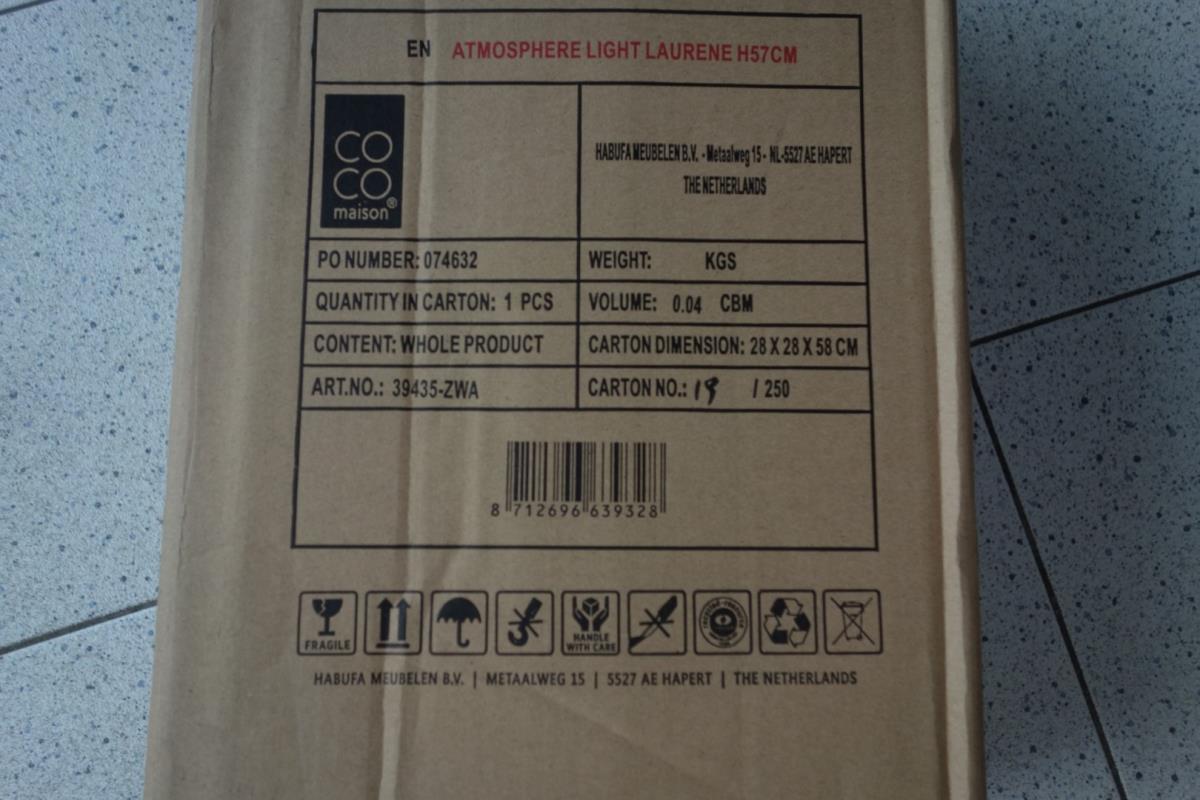 EN ATMOSPHERE LIGHT LAURENE H57CM
CO
CO
maison®
HABUFA MEUBELEN B.V. - Metaalweg 15 - NL-5527 AE HAPERT
THE NETHERLANDS
PO NUMBER: 074632
WEIGHT: KGS
QUANTITY IN CARTON: 1 PCS
VOLUME: 0.04 CBM
CONTENT: WHOLE PRODUCT
CARTON DIMENSION: 28 X 28 X 58 CM
ART.NO.: 39435-ZWA
CARTON NO.: 19 / 250
8 712696 639328
FRAGILE
HANDLE
WITH CARE
HABUFA MEUBELEN B.V. | METAALWEG 15 | 5527 AE HAPERT | THE NETHERLANDS